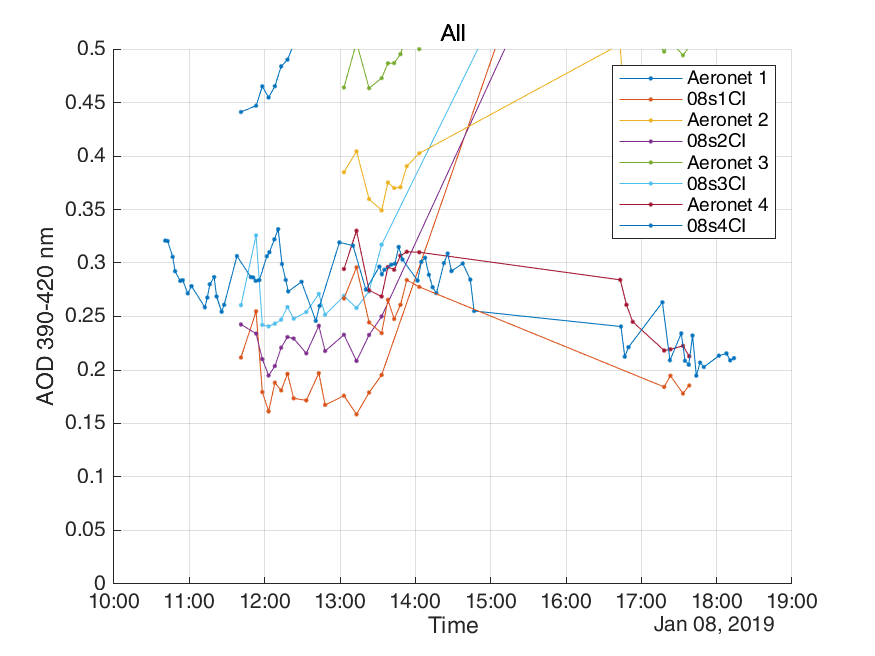 All
0.5
0.45
0.4
0.35
0.3
0.25
0.2
0.15
0.1
0.05
0
AOD 390-420 nm
Aeronet 1
08s1CI
Aeronet 2
08s2CI
Aeronet 3
08s3CI
Aeronet 4
08s4CI
10:00 11:00 12:00 13:00 14:00 15:00 16:00 17:00 18:00 19:00
Time
Jan 08, 2019